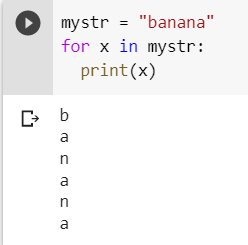 mystr = "banana"
for x in mystr:
  print(x)
b
a
n
a
n
a